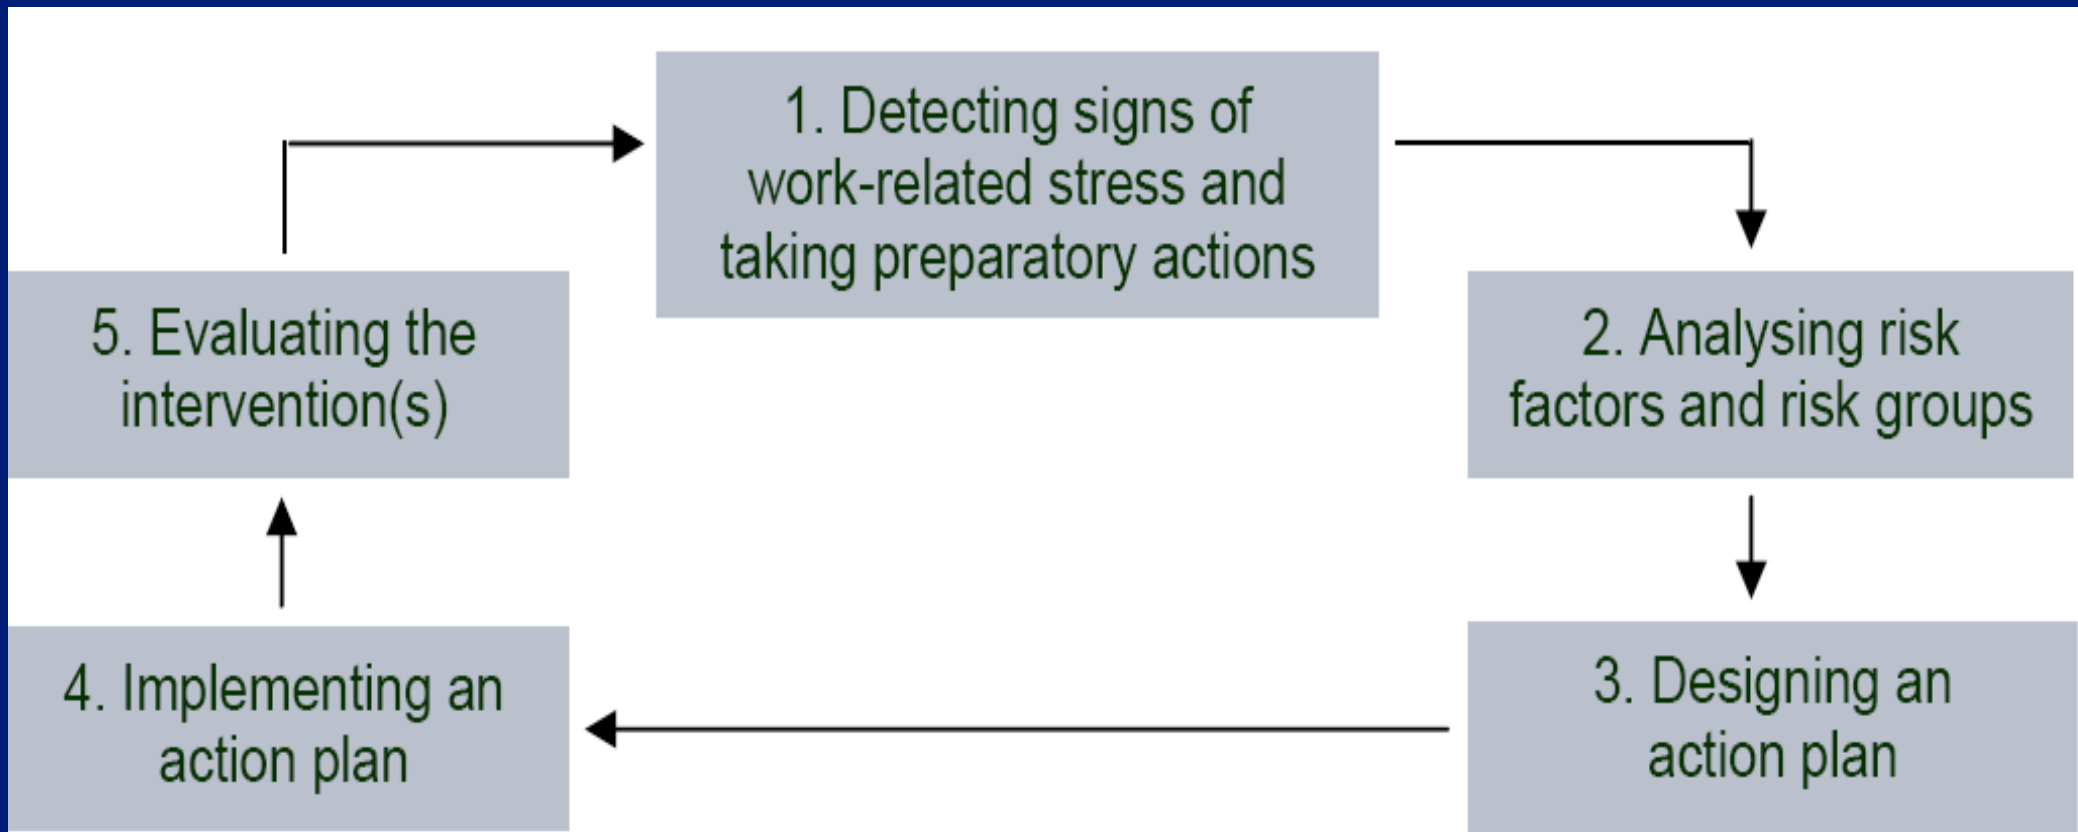 1. Detecting signs of
work-related stress and
taking preparatory actions
2. Analysing risk
factors and risk groups
3. Designing an
action plan
4. Implementing an
action plan
5. Evaluating the
intervention(s)